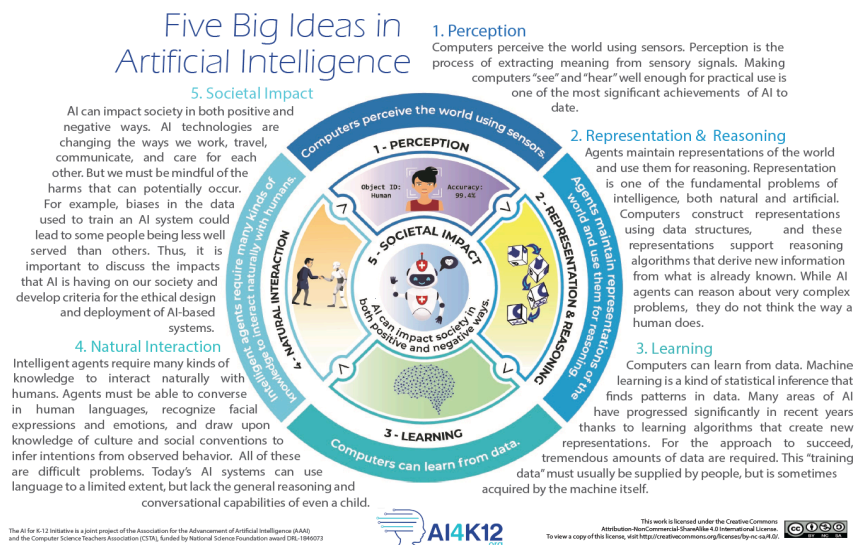 Five Big Ideas in
Artificial Intelligence
1. Perception
Computers perceive the world using sensors. Perception is the
process of extracting meaning from sensory signals. Making
computers “see” and “hear” well enough for practical use is
one of the most significant achievements of AI to
date.
2. Representation & Reasoning
Agents maintain representations of the world
and use them for reasoning. Representation
is one of the fundamental problems of
intelligence, both natural and artificial.
Computers construct representations
using data structures, and these
representations support reasoning
algorithms that derive new information
from what is already known. While AI
agents can reason about very complex
problems, they do not think the way a
human does.
3. Learning
Computers can learn from data. Machine
learning is a kind of statistical inference that
finds patterns in data. Many areas of AI
have progressed significantly in recent years
thanks to learning algorithms that create new
representations. For the approach to succeed,
tremendous amounts of data are required. This “training
data” must usually be supplied by people, but is sometimes
acquired by the machine itself.
4. Natural Interaction
Intelligent agents require many kinds of
knowledge to interact naturally with
humans. Agents must be able to converse
in human languages, recognize facial
expressions and emotions, and draw upon
knowledge of culture and social conventions to
infer intentions from observed behavior. All of these
are difficult problems. Today’s AI systems can use
language to a limited extent, but lack the general reasoning and
conversational capabilities of even a child.
5. Societal Impact
AI can impact society in both positive and
negative ways. AI technologies are
changing the ways we work, travel,
communicate, and care for each
other. But we must be mindful of the
harms that can potentially occur.
For example, biases in the data
used to train an AI system could
lead to some people being less well
served than others. Thus, it is
important to discuss the impacts
that AI is having on our society and
develop criteria for the ethical design
and deployment of AI-based
systems.
Computers perceive the world using sensors.
1 - PERCEPTION
Object ID:
Human
Accuracy:
99.4%
Agents maintain representations of the
world and use them for reasoning.
2 - REPRESENTATION & REASONING
3 - LEARNING
Computers can learn from data.
Intelligent agents require many kinds of
knowledge to interact naturally with humans.
4 - NATURAL INTERACTION
5 - SOCIETAL IMPACT
AI can impact society in
both positive and negative ways.
The AI for K-12 Initiative is a joint project of the Association for the Advancement of Artificial Intelligence (AAAI)
and the Computer Science Teachers Association (CSTA), funded by National Science Foundation award DRL-1846073
AI4K12
.org
This work is licensed under the Creative Commons
Attribution-NonCommercial-ShareAlike 4.0 International License.
To view a copy of this license, visit http://creativecommons.org/licenses/by-nc-sa/4.0/.
CC
BY NC SA